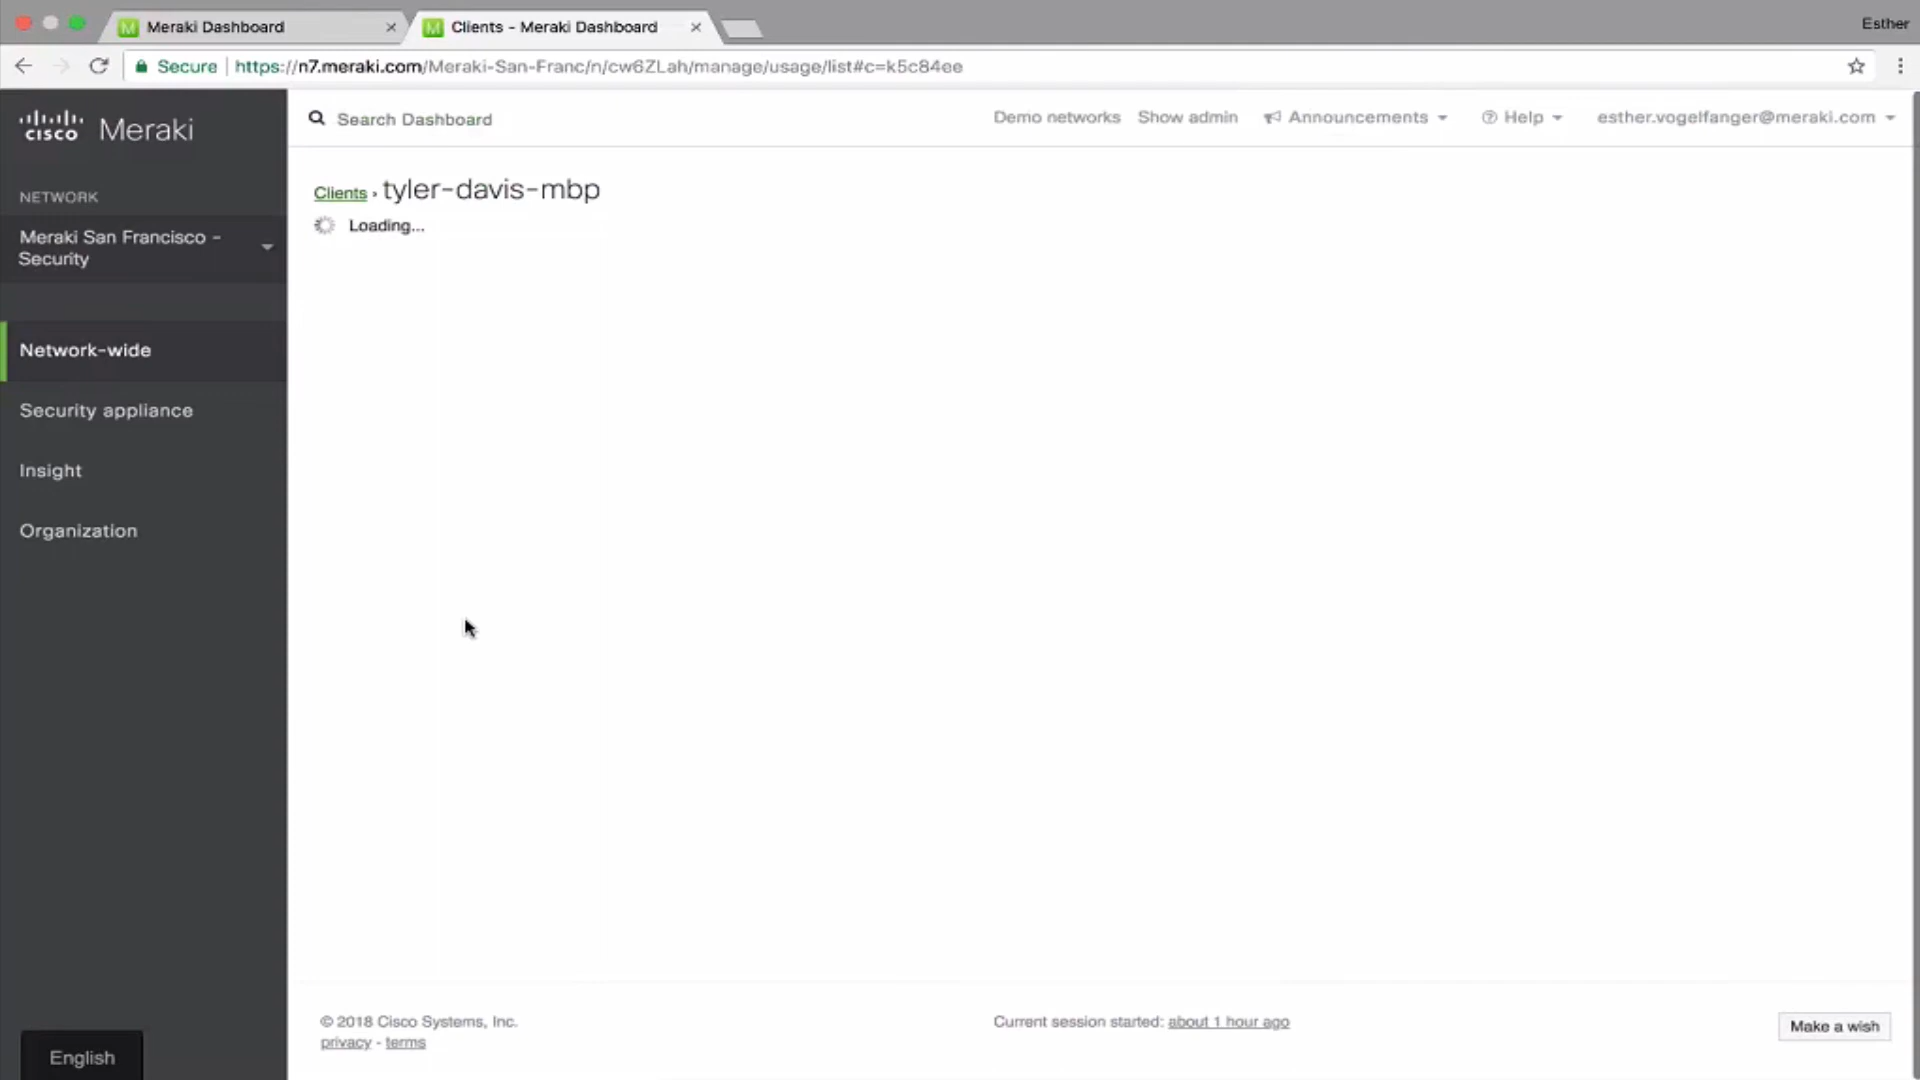 Meraki Dashboard
Clients - Meraki Dashboard
Esther
Secure | https://n7.meraki.com/Meraki-San-Franc/n/cw6ZLah/manage/usage/list#c=k5c84ee
cisco Meraki
Search Dashboard
Demo networks Show admin Announcements Help esther.vogelfanger@meraki.com
NETWORK
Meraki San Francisco -
Security
Clients › tyler-davis-mbp
Loading...
Network-wide
Security appliance
Insight
Organization
© 2018 Cisco Systems, Inc.
privacy - terms
Current session started: about 1 hour ago
Make a wish
English